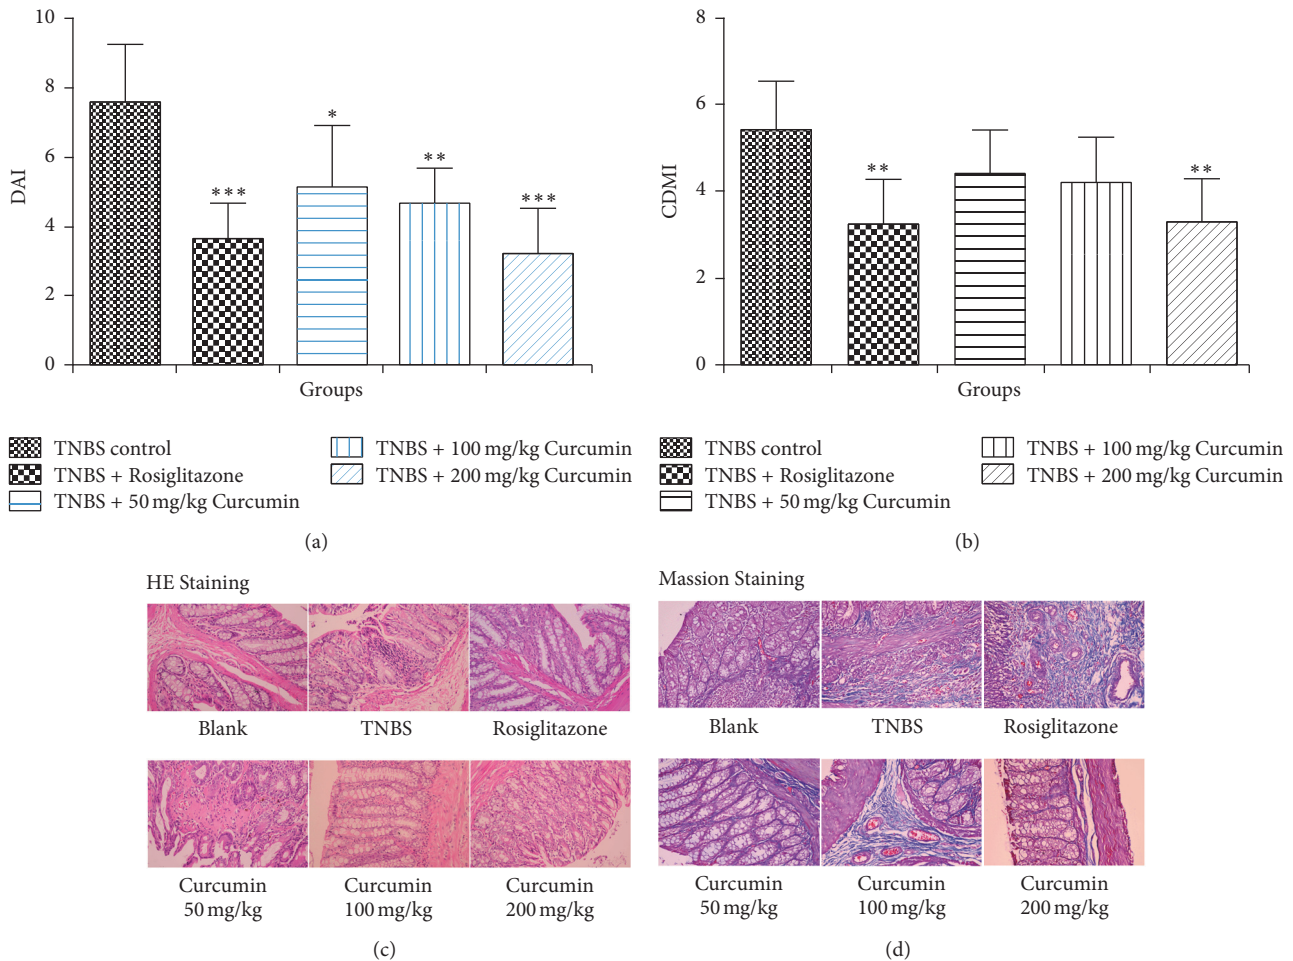 10
8
6
4
2
0
DAI
***
*
**
***
Groups
TNBS control
TNBS + Rosiglitazone
TNBS + 50 mg/kg Curcumin
TNBS + 100 mg/kg Curcumin
TNBS + 200 mg/kg Curcumin
(a)
8
6
4
2
0
CDMI
**
**
Groups
TNBS control
TNBS + Rosiglitazone
TNBS + 50 mg/kg Curcumin
TNBS + 100 mg/kg Curcumin
TNBS + 200 mg/kg Curcumin
(b)
HE Staining
Blank
TNBS
Rosiglitazone
Curcumin
50 mg/kg
Curcumin
100 mg/kg
Curcumin
200 mg/kg
(c)
Massion Staining
Blank
TNBS
Rosiglitazone
Curcumin
50 mg/kg
Curcumin
100 mg/kg
Curcumin
200 mg/kg
(d)